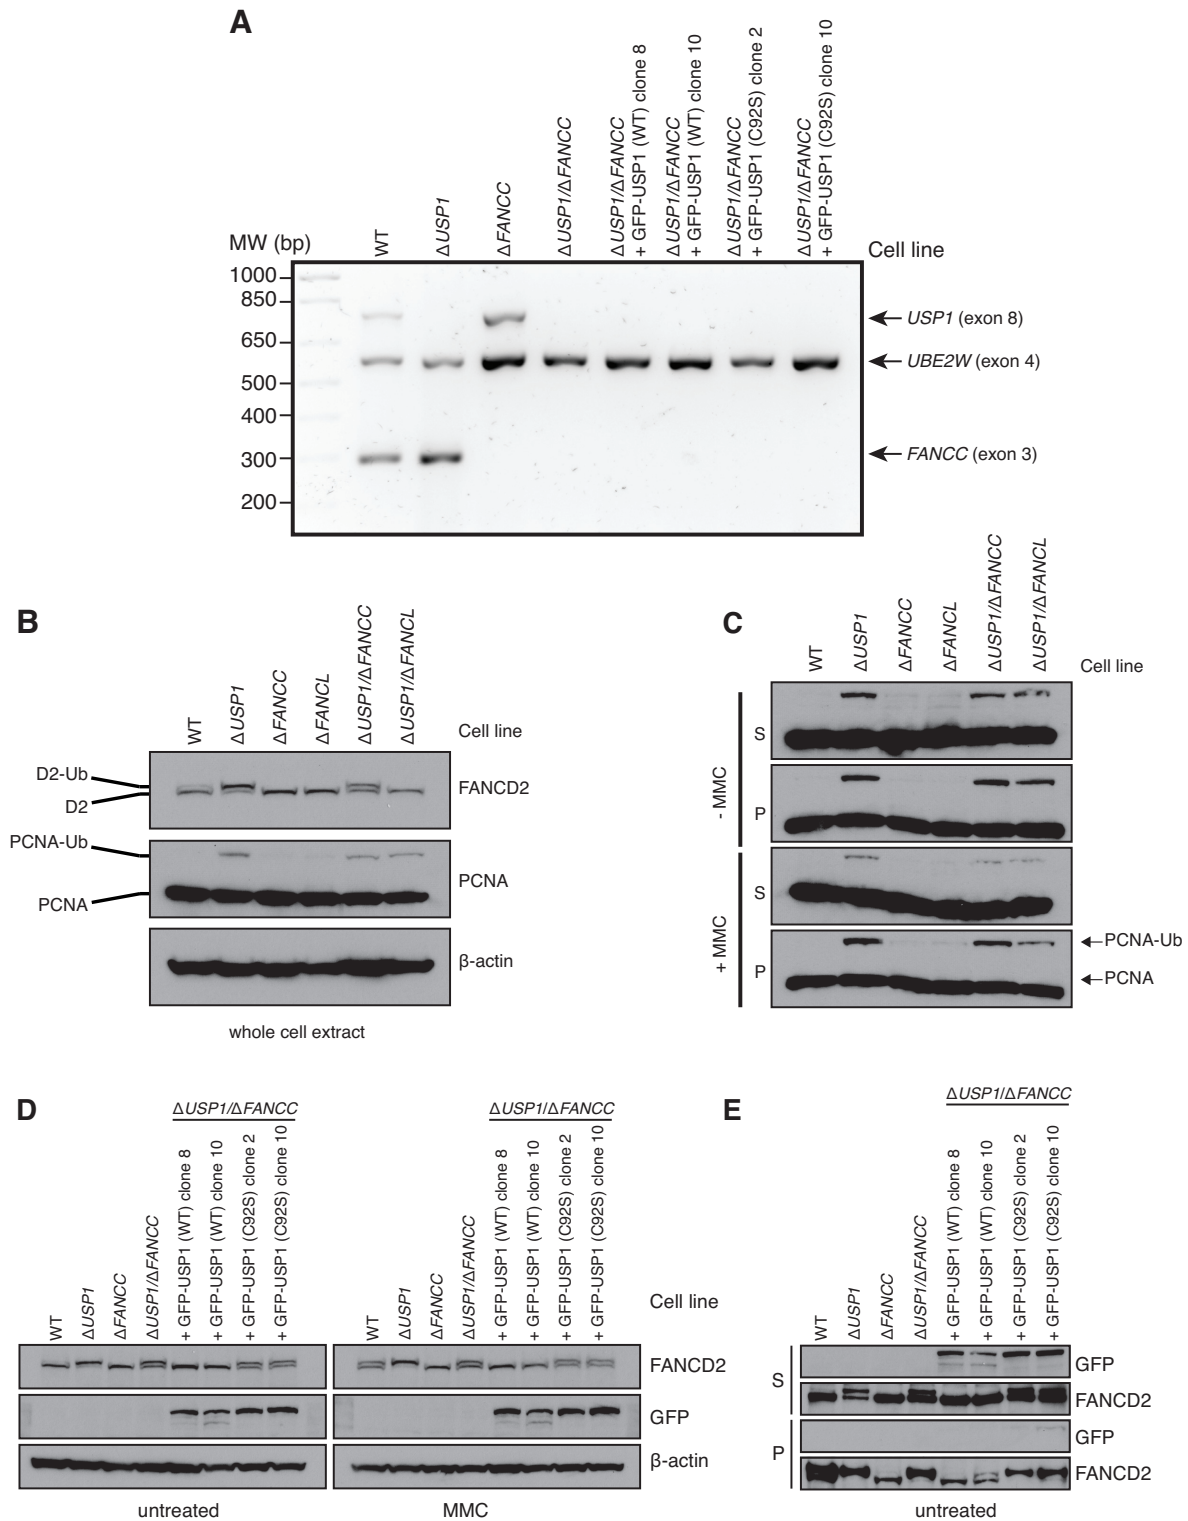 A
MW (bp)
WT
ΔUSP1
ΔFANCC
ΔUSP1/ΔFANCC
ΔUSP1/ΔFANCC
+ GFP-USP1 (WT) clone 8
ΔUSP1/ΔFANCC
+ GFP-USP1 (WT) clone 10
ΔUSP1/ΔFANCC
+ GFP-USP1 (C92S) clone 2
ΔUSP1/ΔFANCC
+ GFP-USP1 (C92S) clone 10
Cell line
1000
850
650
500
400
300
200
USP1 (exon 8)
UBE2W (exon 4)
FANCC (exon 3)
B
WT
ΔUSP1
ΔFANCC
ΔFANCL
ΔUSP1/ΔFANCC
ΔUSP1/ΔFANCL
Cell line
D2-Ub
D2
FANCD2
PCNA-Ub
PCNA
PCNA
β-actin
whole cell extract
C
WT
ΔUSP1
ΔFANCC
ΔFANCL
ΔUSP1/ΔFANCC
ΔUSP1/ΔFANCL
Cell line
- MMC
S
P
+ MMC
S
P
PCNA-Ub
PCNA
D
ΔUSP1/ΔFANCC
WT
ΔUSP1
ΔFANCC
ΔUSP1/ΔFANCC
+ GFP-USP1 (WT) clone 8
+ GFP-USP1 (WT) clone 10
+ GFP-USP1 (C92S) clone 2
+ GFP-USP1 (C92S) clone 10
ΔUSP1/ΔFANCC
WT
ΔUSP1
ΔFANCC
ΔUSP1/ΔFANCC
+ GFP-USP1 (WT) clone 8
+ GFP-USP1 (WT) clone 10
+ GFP-USP1 (C92S) clone 2
+ GFP-USP1 (C92S) clone 10
Cell line
FANCD2
GFP
β-actin
untreated
MMC
E
ΔUSP1/ΔFANCC
WT
ΔUSP1
ΔFANCC
ΔUSP1/ΔFANCC
+ GFP-USP1 (WT) clone 8
+ GFP-USP1 (WT) clone 10
+ GFP-USP1 (C92S) clone 2
+ GFP-USP1 (C92S) clone 10
S
GFP
FANCD2
P
GFP
FANCD2
untreated